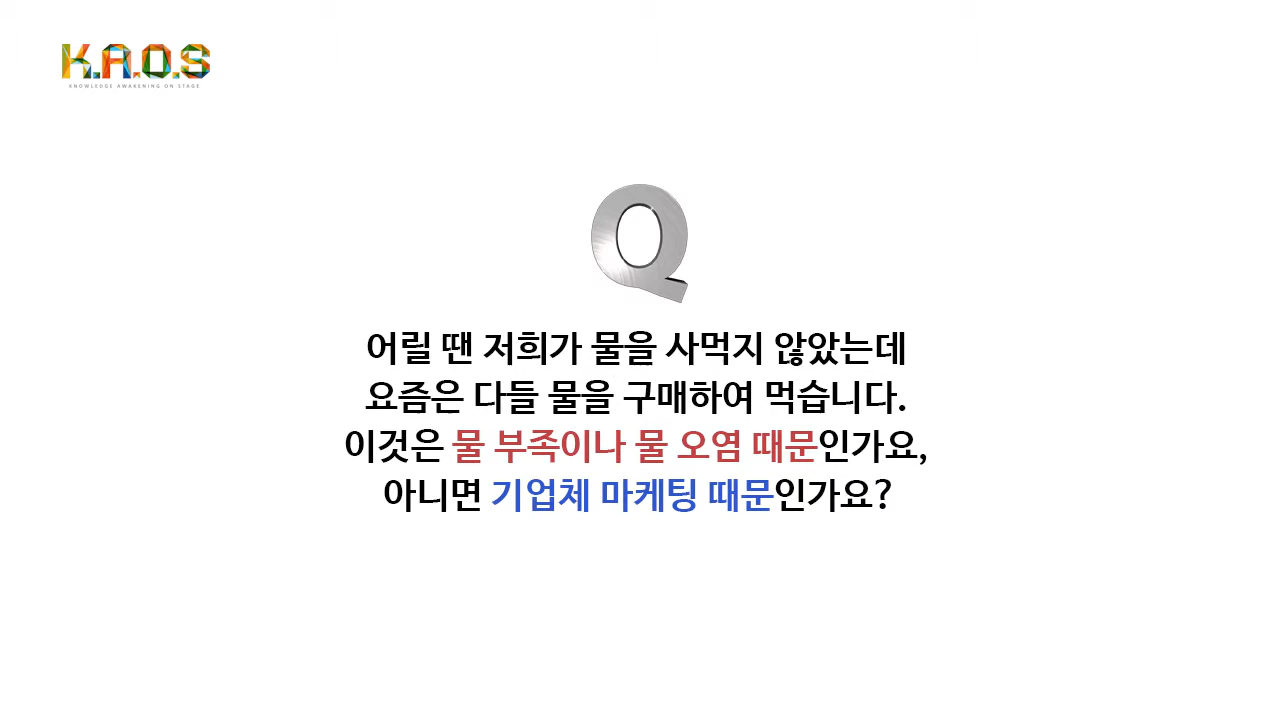 K.A.O.S
KNOWLEDGE AWAKENING ON STAGE
Q
어릴 땐 저희가 물을 사먹지 않았는데
요즘은 다들 물을 구매하여 먹습니다.
이것은 물 부족이나 물 오염 때문인가요,
아니면 기업체 마케팅 때문인가요?